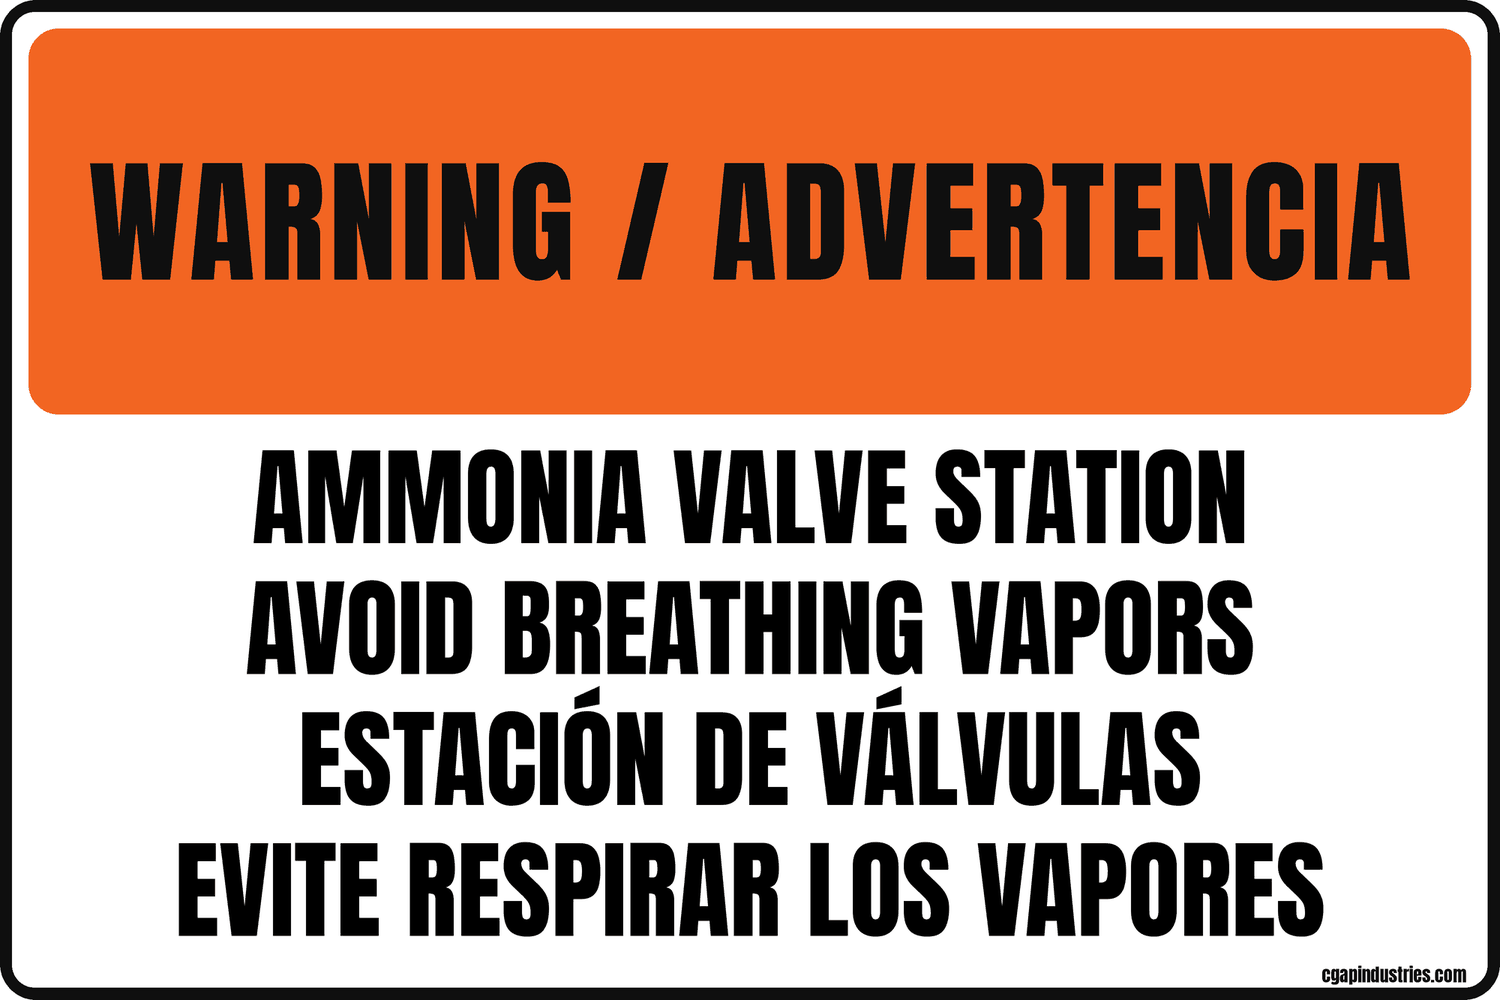 WARNING / ADVERTENCIA
AMMONIA VALVE STATION
AVOID BREATHING VAPORS
ESTACIÓN DE VÁLVULAS
EVITE RESPIRAR LOS VAPORES
cgapindustries.com